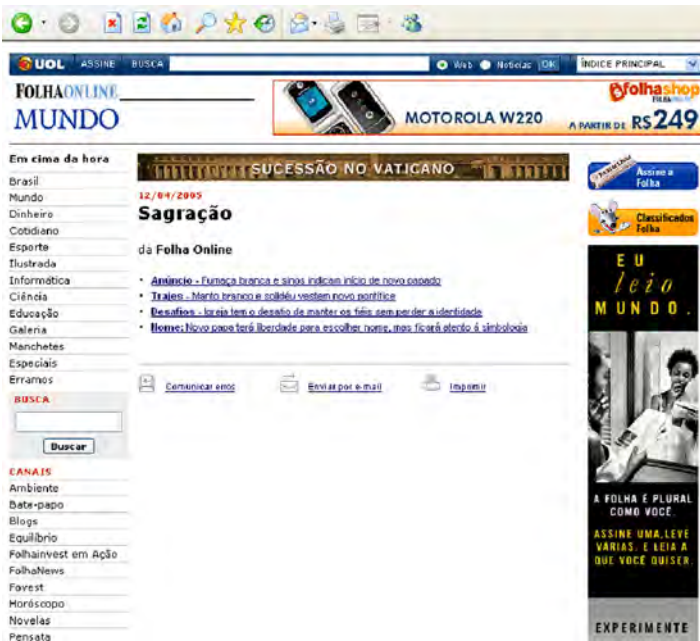 UOL ASSINE BUSCA Web Notícias OK ÍNDICE PRINCIPAL
FOLHAONLINE
MUNDO
MOTOROLA W220
folhashop
A PARTIR DE R$249
Em cima da hora
Brasil
Mundo
Dinheiro
Cotidiano
Esporte
Ilustrada
Informática
Ciência
Educação
Galeria
Manchetes
Especiais
Erramos
BUSCA
Buscar
CANAIS
Ambiente
Bate-papo
Blogs
Equilíbrio
Folhainvest em Ação
FolhaNews
Fovest
Horóscopo
Novelas
Pensata
SUCESSÃO NO VATICANO
12/04/2005
Sagração
da Folha Online
• Anúncio - Fumaça branca e sinos indicam início de novo papado
• Trajes - Manto branco e solidéu vestem novo pontífice
• Desafios - Igreja tem o desafio de manter os fiéis sem perder a identidade
• Nome: Novo papa terá liberdade para escolher nome, mas ficará atento à simbologia
Comunicar erros Enviar por e-mail Imprimir
Assine a
Folha
Classificados
Folha
EU
leio
MUNDO.
A FOLHA É PLURAL
COMO VOCÊ.
ASSINE UMA, LEVE
VÁRIAS. E LEIA A
QUE VOCÊ QUISER.
EXPERIMENTE